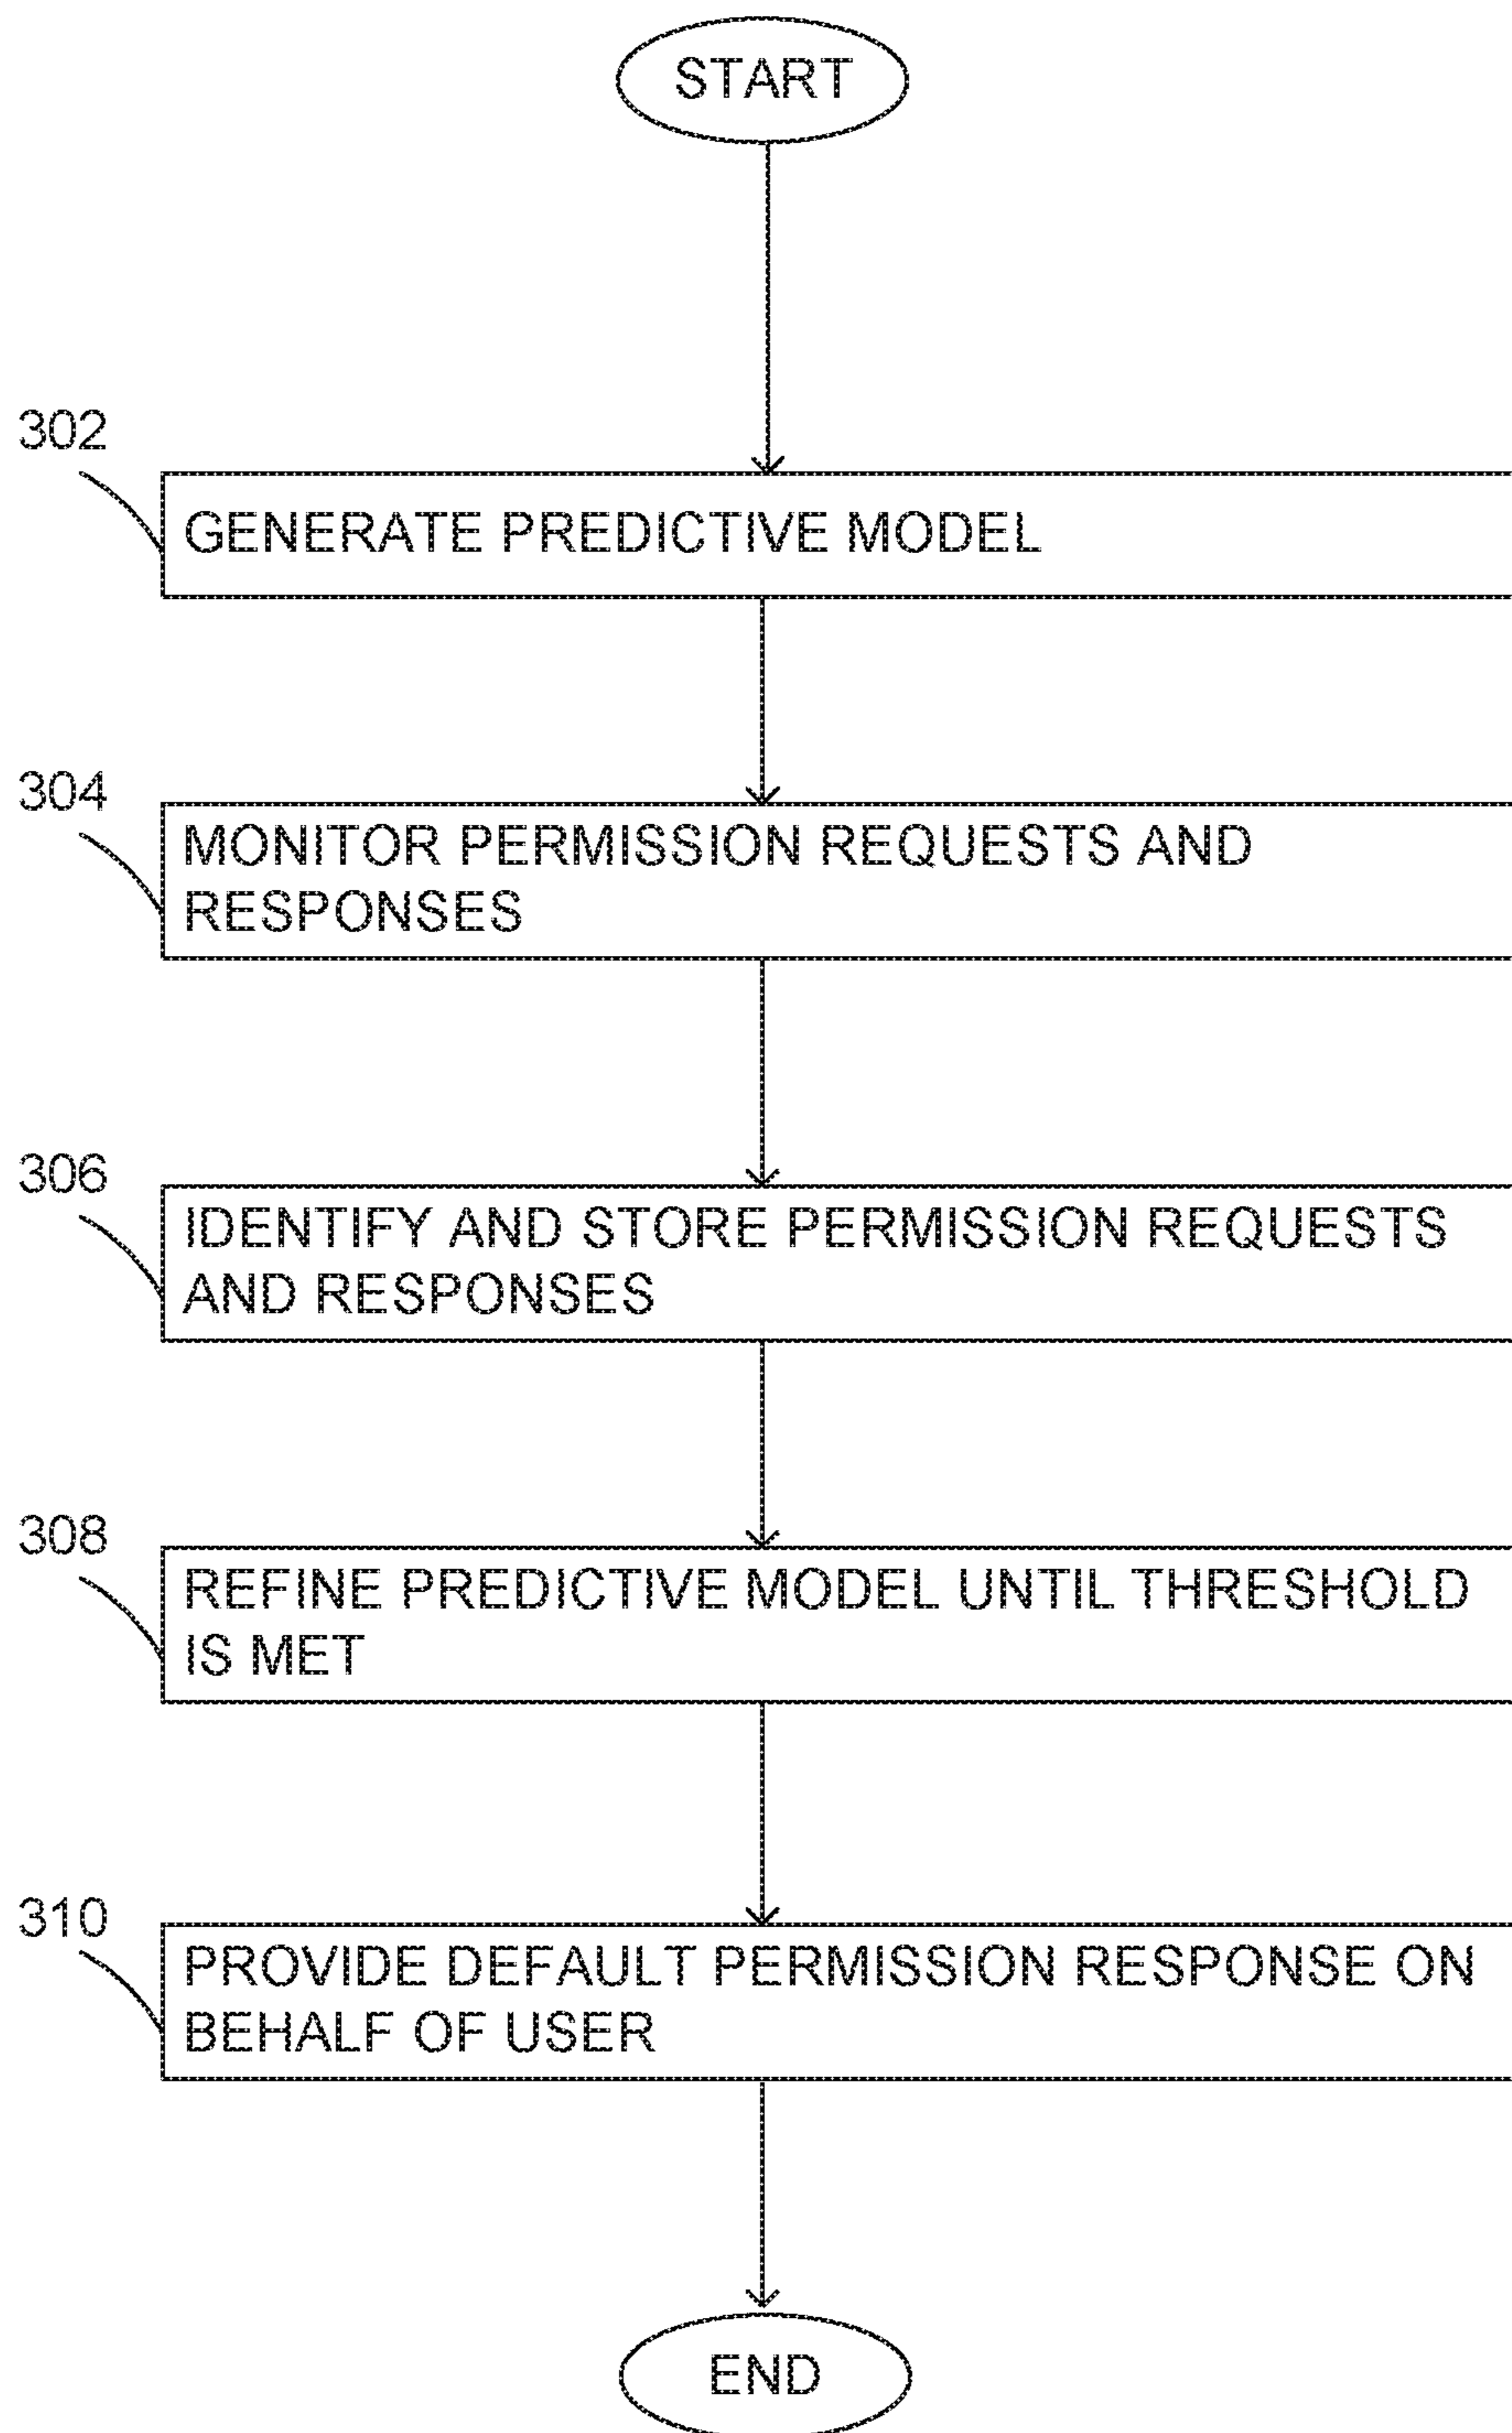 START
302
GENERATE PREDICTIVE MODEL
304
MONITOR PERMISSION REQUESTS AND
RESPONSES
306
IDENTIFY AND STORE PERMISSION REQUESTS
AND RESPONSES
308
REFINE PREDICTIVE MODEL UNTIL THRESHOLD
IS MET
310
PROVIDE DEFAULT PERMISSION RESPONSE ON
BEHALF OF USER
END